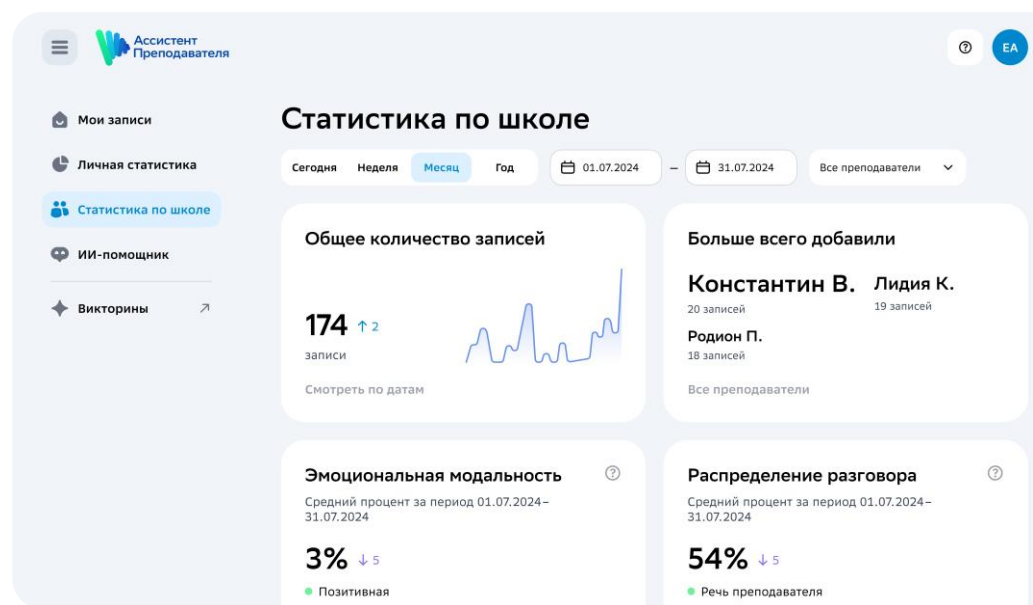 Ассистент
Преподавателя
EA
Мои записи
Личная статистика
Статистика по школе
ИИ-помощник
Викторины
Статистика по школе
Сегодня Неделя Месяц Год 01.07.2024 – 31.07.2024 Все преподаватели
Общее количество записей
174 ↑ 2
записи
Смотреть по датам
Больше всего добавили
Константин В. Лидия К.
20 записей 19 записей
Родион П.
18 записей
Все преподаватели
Эмоциональная модальность
Средний процент за период 01.07.2024–
31.07.2024
3% ↓ 5
Позитивная
Распределение разговора
Средний процент за период 01.07.2024–
31.07.2024
54% ↓ 5
Речь преподавателя